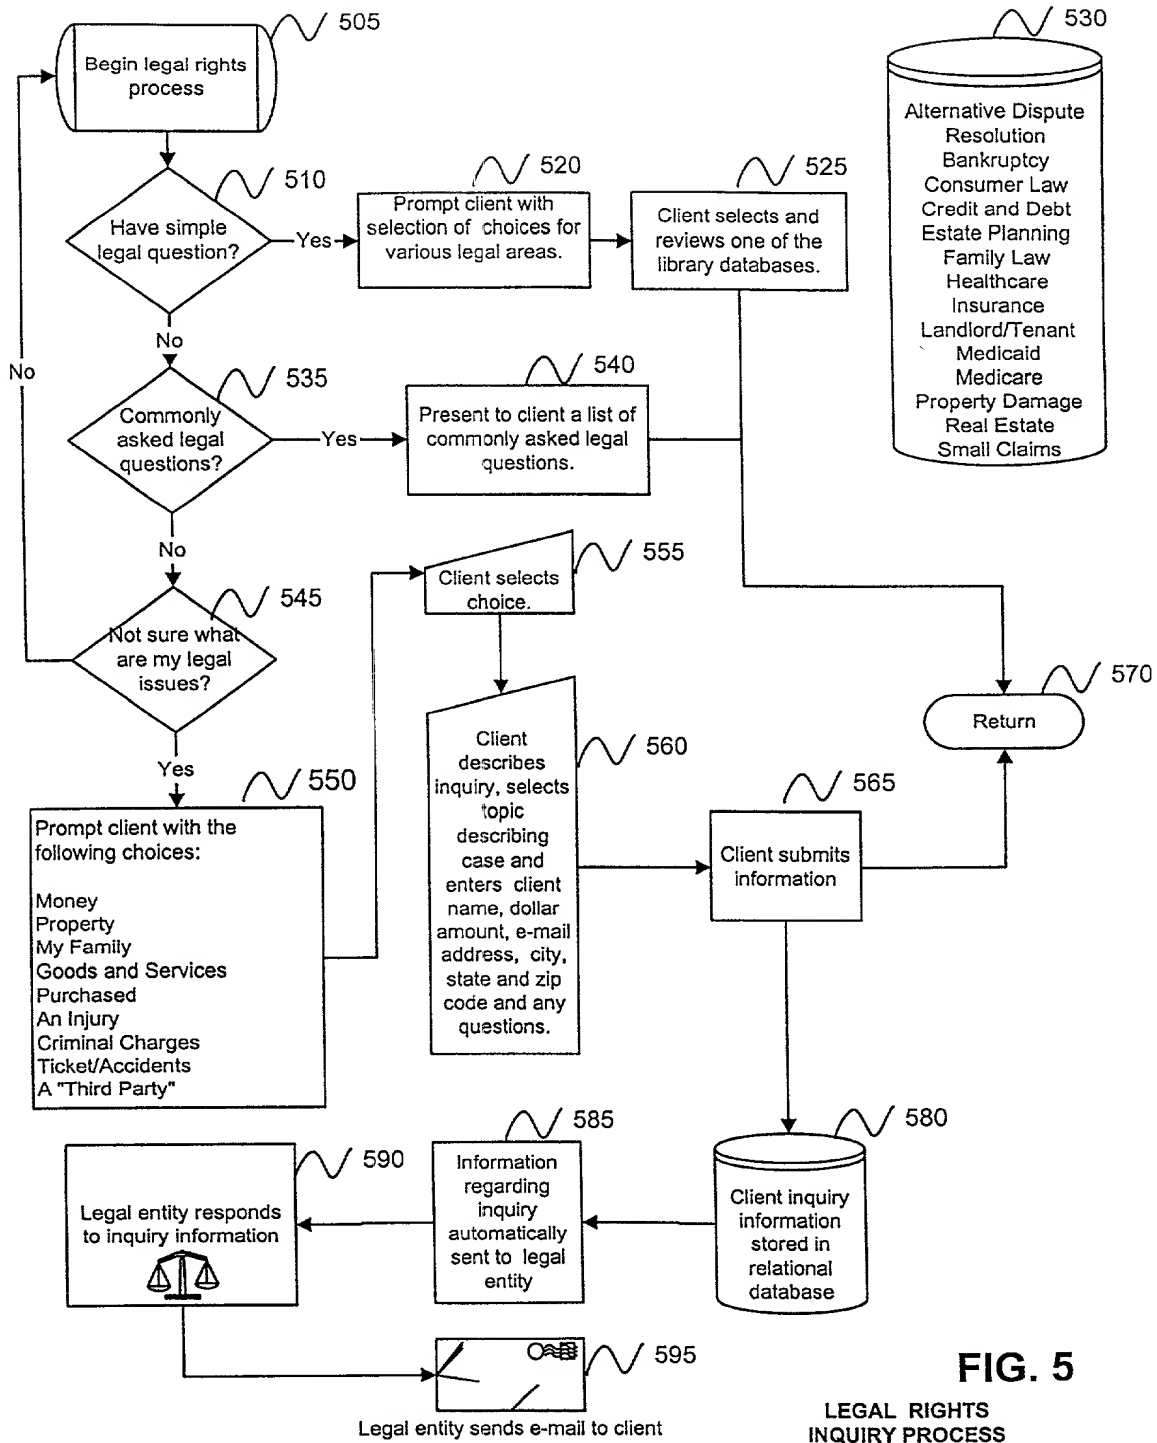 505
Begin legal rights
process
530
Alternative Dispute
Resolution
Bankruptcy
Consumer Law
Credit and Debt
Estate Planning
Family Law
Healthcare
Insurance
Landlord/Tenant
Medicaid
Medicare
Property Damage
Real Estate
Small Claims
510
Have simple
legal question?
Yes
520
Prompt client with
selection of choices for
various legal areas.
525
Client selects and
reviews one of the
library databases.
No
No
535
Commonly
asked legal
questions?
Yes
540
Present to client a list of
commonly asked legal
questions.
No
545
Not sure what
are my legal
issues?
Yes
550
Prompt client with the
following choices:
Money
Property
My Family
Goods and Services
Purchased
An Injury
Criminal Charges
Ticket/Accidents
A "Third Party"
555
Client selects
choice.
560
Client
describes
inquiry, selects
topic
describing
case and
enters client
name, dollar
amount, e-mail
address, city,
state and zip
code and any
questions.
565
Client submits
information
570
Return
580
Client inquiry
information
stored in
relational
database
585
Information
regarding
inquiry
automatically
sent to legal
entity
590
Legal entity responds
to inquiry information
595
Legal entity sends e-mail to client
FIG. 5
LEGAL RIGHTS
INQUIRY PROCESS